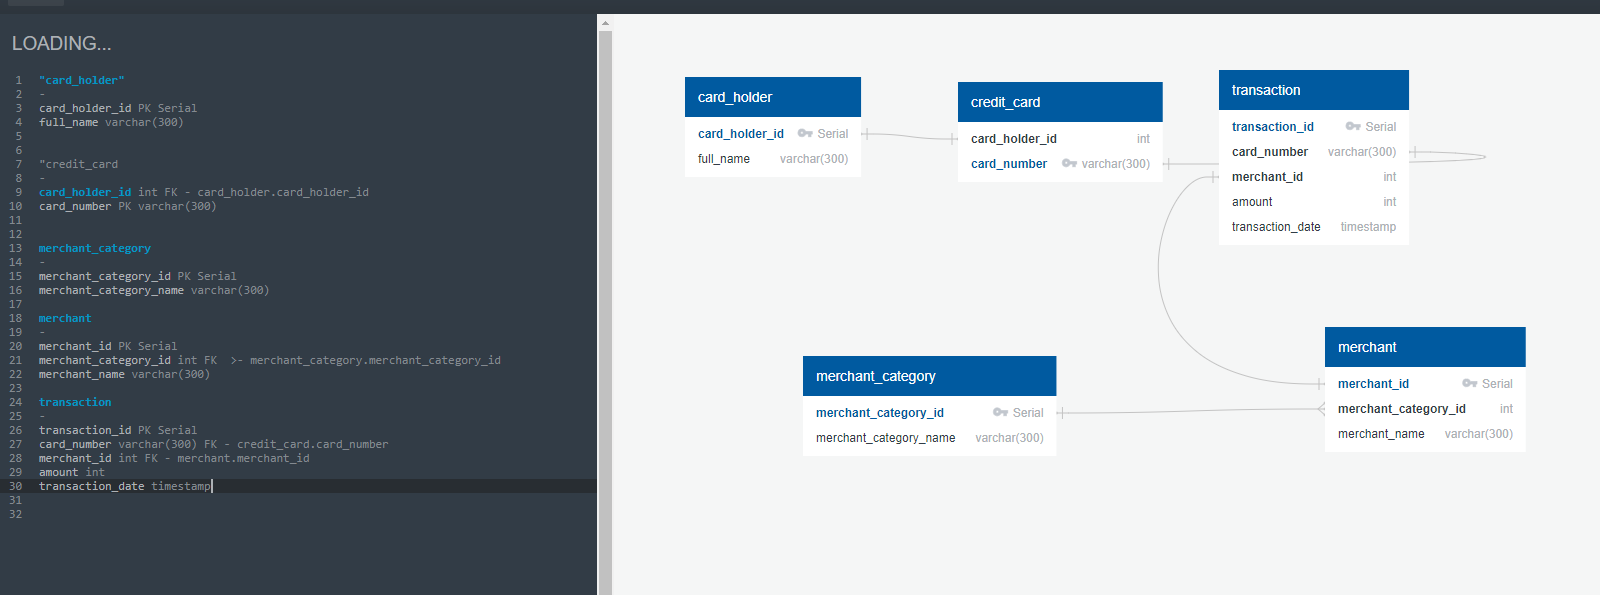 LOADING...
1 "card_holder"
2 -
3 card_holder_id PK Serial
4 full_name varchar(300)
5
6
7 "credit_card
8 -
9 card_holder_id int FK - card_holder.card_holder_id
10 card_number PK varchar(300)
11
12
13 merchant_category
14 -
15 merchant_category_id PK Serial
16 merchant_category_name varchar(300)
17
18 merchant
19 -
20 merchant_id PK Serial
21 merchant_category_id int FK  >- merchant_category.merchant_category_id
22 merchant_name varchar(300)
23
24 transaction
25 -
26 transaction_id PK Serial
27 card_number varchar(300) FK - credit_card.card_number
28 merchant_id int FK - merchant.merchant_id
29 amount int
30 transaction_date timestamp
31
32
card_holder
card_holder_id Serial
full_name varchar(300)
credit_card
card_holder_id int
card_number varchar(300)
transaction
transaction_id Serial
card_number varchar(300)
merchant_id int
amount int
transaction_date timestamp
merchant_category
merchant_category_id Serial
merchant_category_name varchar(300)
merchant
merchant_id Serial
merchant_category_id int
merchant_name varchar(300)